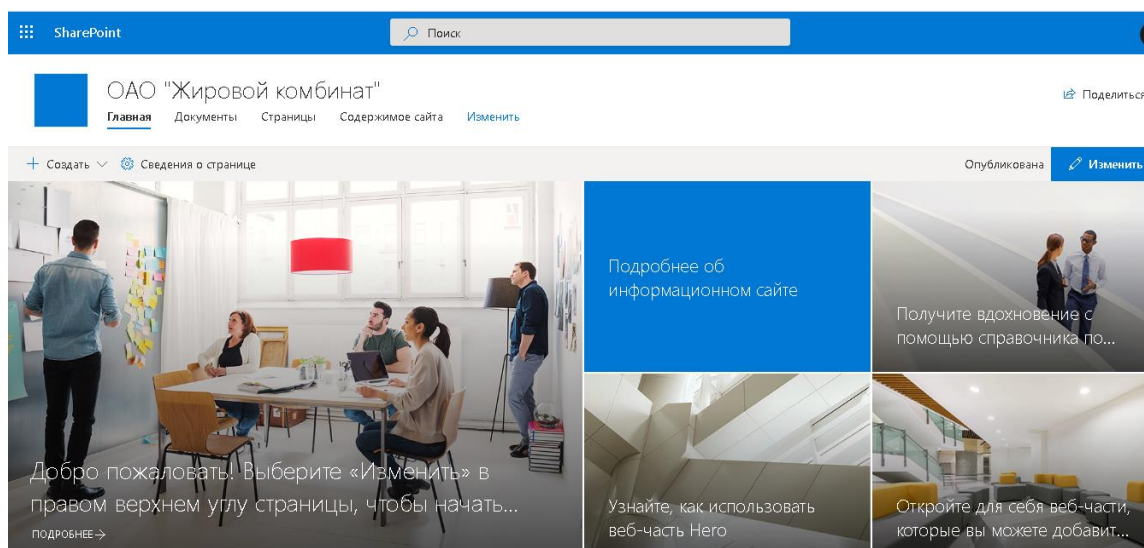 SharePoint
Поиск
ОАО "Жировой комбинат"
Поделиться
Главная Документы Страницы Содержимое сайта Изменить
Создать Сведения о странице Опубликована Изменить
Подробнее об
информационном сайте
Получите вдохновение с
помощью справочника по...
Добро пожаловать! Выберите «Изменить» в
правом верхнем углу страницы, чтобы начать...
ПОДРОБНЕЕ→
Узнайте, как использовать
веб-часть Hero
Откройте для себя веб-части,
которые вы можете добавит...